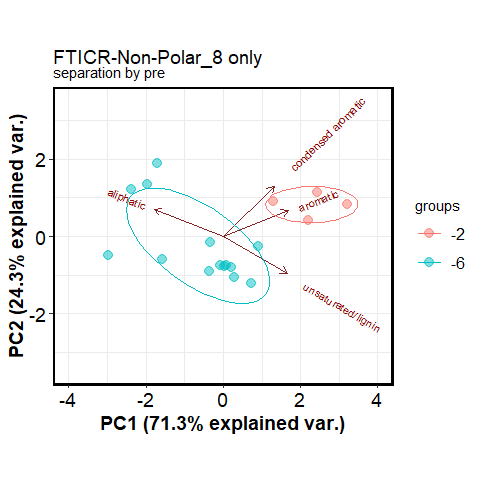 FTICR-Non-Polar_8 only
separation by pre
condensed aromatic
aliphatic
aromatic
unsaturated/lignin
groups
-2
-6
2
0
-2
-4
-2
0
2
4
PC2 (24.3% explained var.)
PC1 (71.3% explained var.)